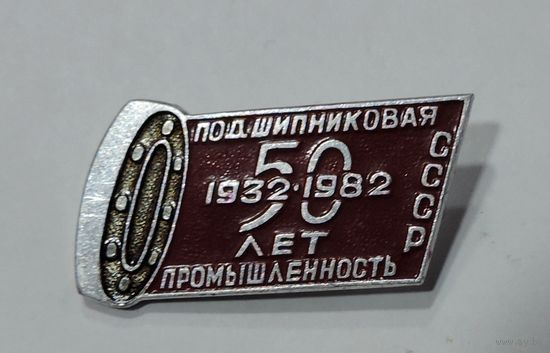 ПОДШИПНИКОВАЯ
50
1932·1982
ЛЕТ
ПРОМЫШЛЕННОСТЬ
СССР